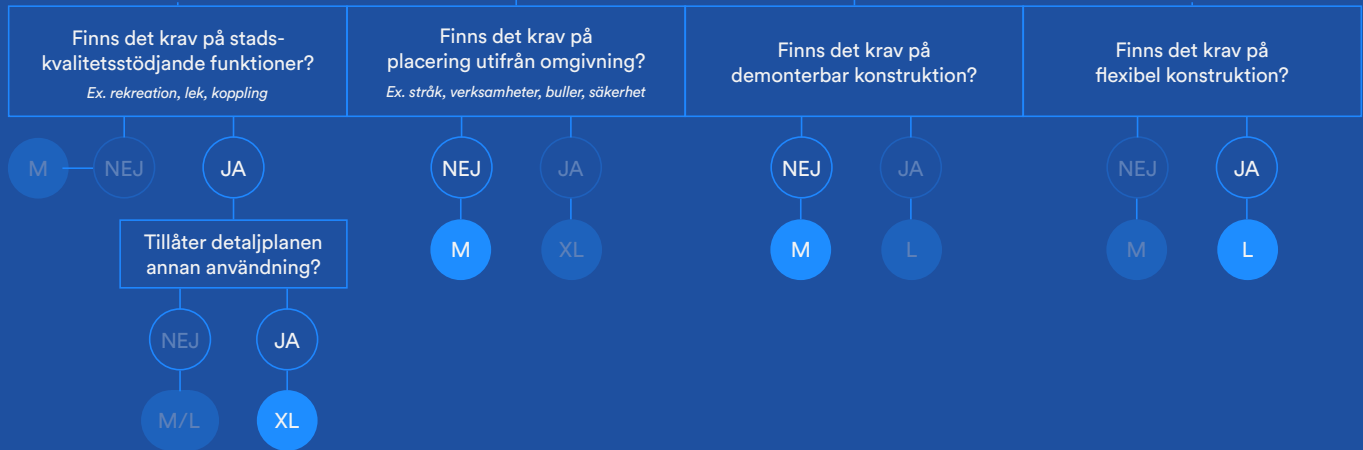 Finns det krav på stads-
kvalitetsstödjande funktioner?
Ex. rekreation, lek, koppling
Finns det krav på
placering utifrån omgivning?
Ex. stråk, verksamheter, buller, säkerhet
Finns det krav på
demonterbar konstruktion?
Finns det krav på
flexibel konstruktion?
M
NEJ
JA
NEJ
JA
NEJ
JA
NEJ
JA
Tillåter detaljplanen
annan användning?
M
XL
M
L
M
L
NEJ
JA
M/L
XL